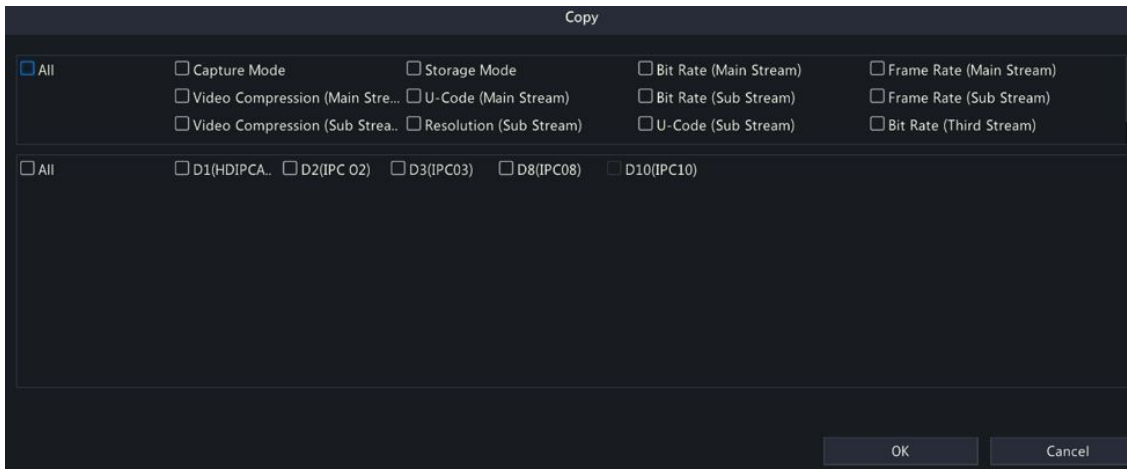 Copy
All Capture Mode Storage Mode Bit Rate (Main Stream) Frame Rate (Main Stream)
Video Compression (Main Stre... U-Code (Main Stream) Bit Rate (Sub Stream) Frame Rate (Sub Stream)
Video Compression (Sub Strea.. Resolution (Sub Stream) U-Code (Sub Stream) Bit Rate (Third Stream)
All D1(HDIPCA.. D2(IPC O2) D3(IPC03) D8(IPC08) D10(IPC10)
OK Cancel